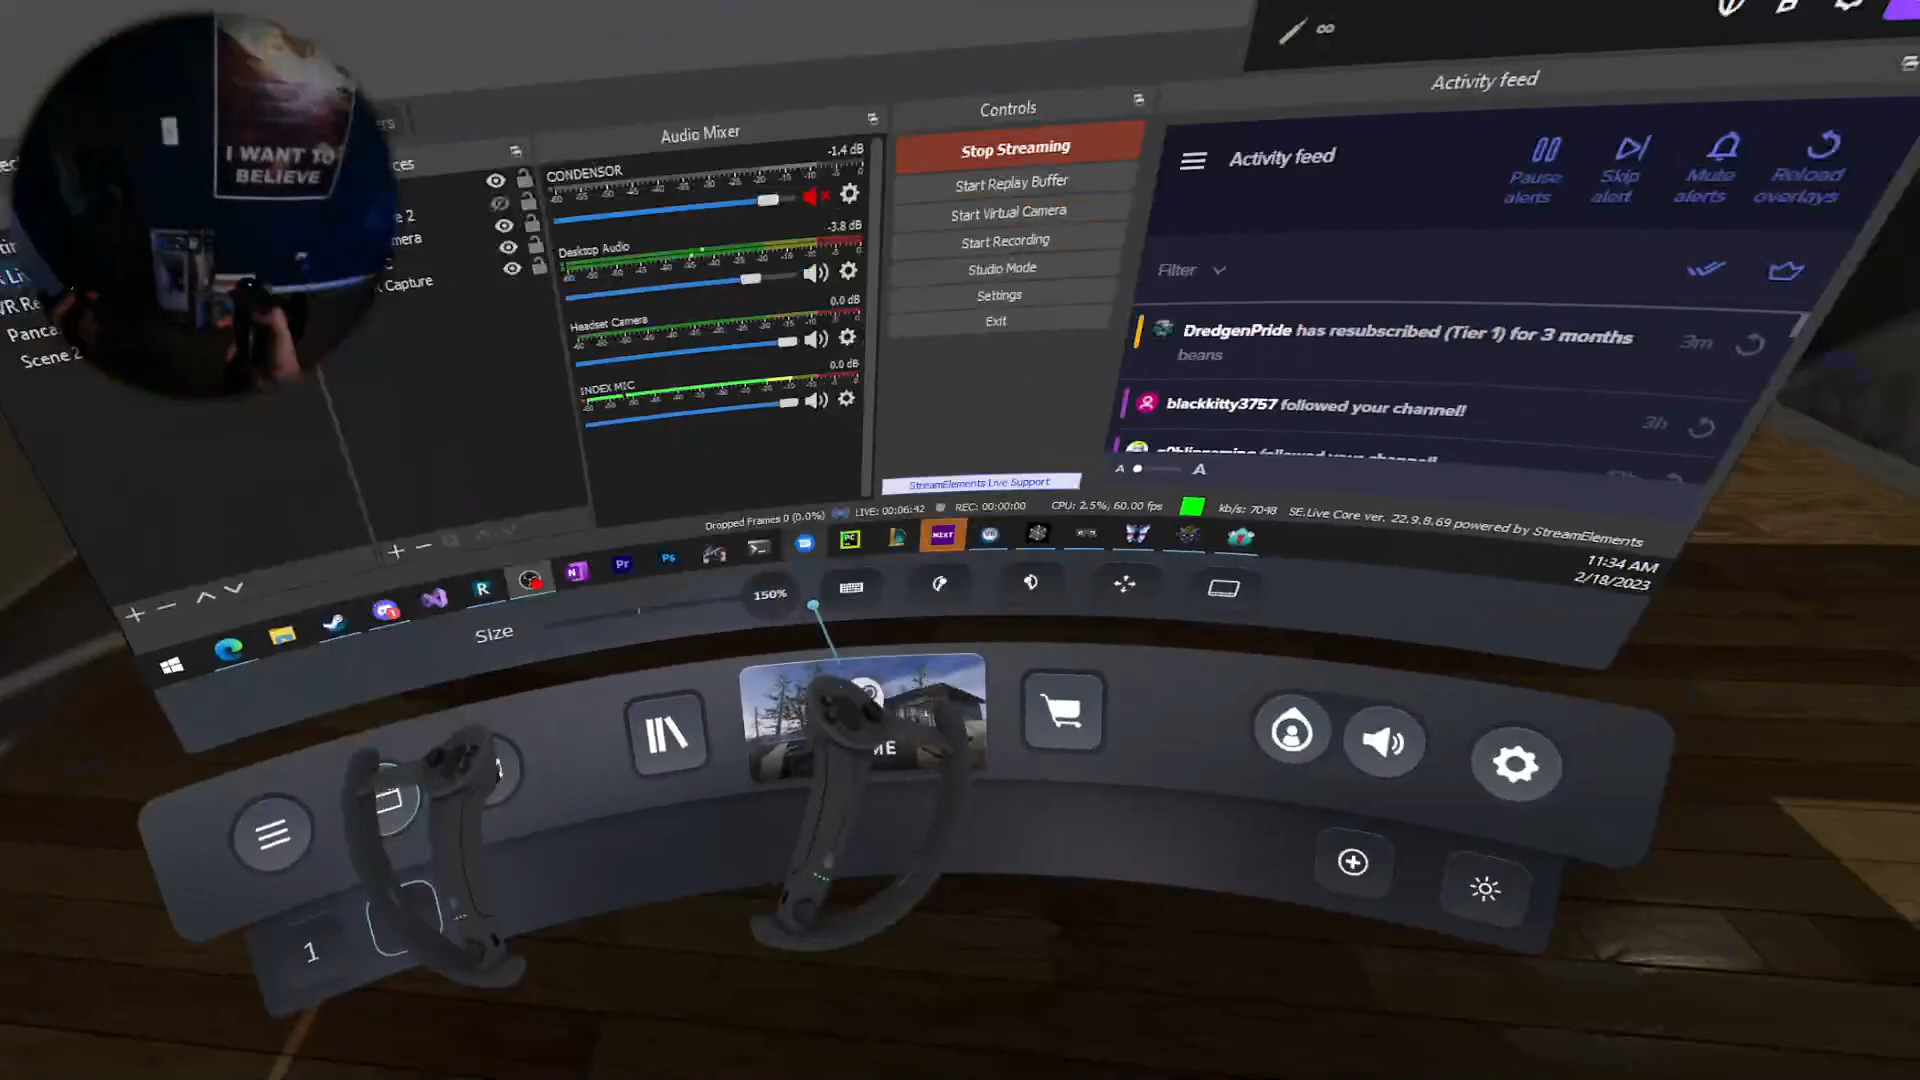 I WANT TO
BELIEVE
Audio Mixer
Controls
Activity feed
CONDENSOR
-1.4 dB
Desktop Audio
-3.8 dB
Headset Camera
0.0 dB
INDEX MIC
0.0 dB
Capture
Scene 2
Stop Streaming
Start Replay Buffer
Start Virtual Camera
Start Recording
Studio Mode
Settings
Exit
StreamElements Live Support
Activity feed
Pause
alerts
Skip
alert
Mute
alerts
Reload
overlays
Filter
DredgenPride has resubscribed (Tier 1) for 3 months
beans
3m
blackkitty3757 followed your channel!
3h
A
A
Dropped Frames 0 (0.0%)
LIVE: 00:06:42
REC: 00:00:00
CPU: 2.5%, 60.00 fps
kb/s: 7048
SE.Live Core ver. 22.9.8.69 powered by StreamElements
11:34 AM
2/18/2023
Size
150%
1